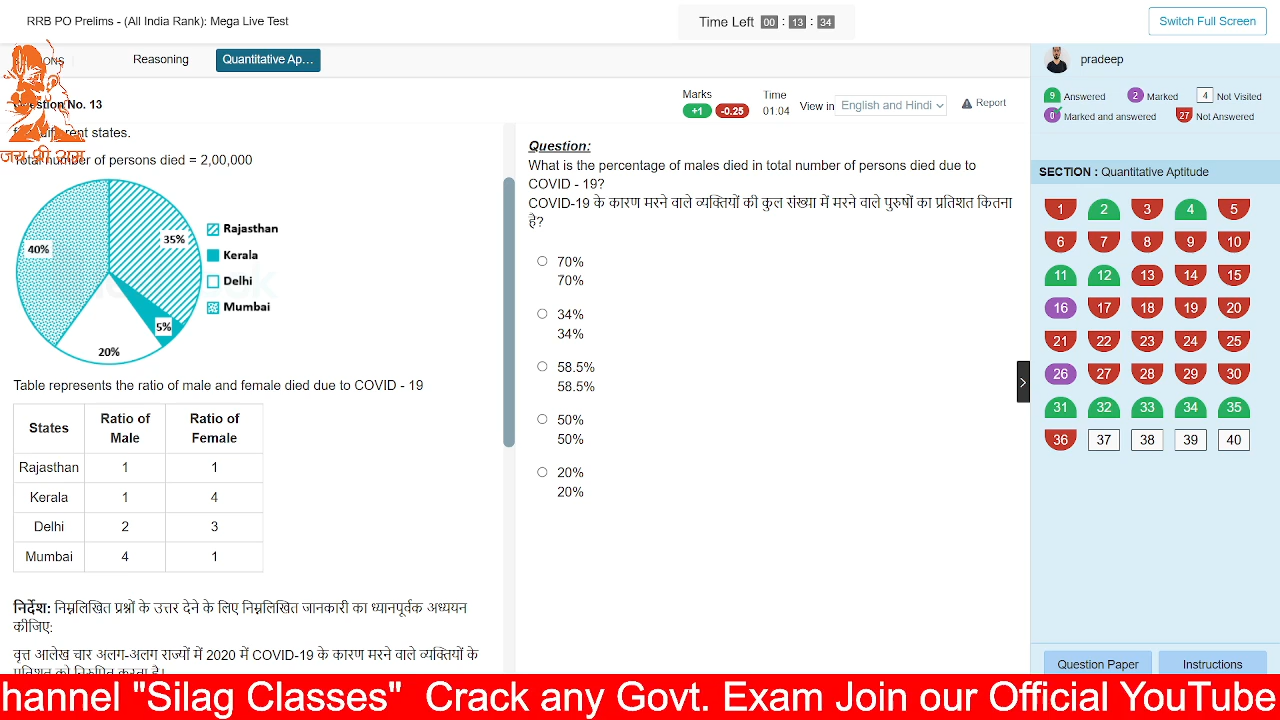 RRB PO Prelims - (All India Rank): Mega Live Test
Time Left 00 : 13 : 34
Switch Full Screen
Reasoning
Quantitative Ap...
Question No. 13
Marks
+1 -0.25
Time
01:04
View in English and Hindi
Report
different states.
Total number of persons died = 2,00,000
जय श्री राम
40%
35%
5%
20%
Rajasthan
Kerala
Delhi
Mumbai
Table represents the ratio of male and female died due to COVID - 19
States Ratio of Male Ratio of Female
Rajasthan 1 1
Kerala 1 4
Delhi 2 3
Mumbai 4 1
निर्देश: निम्नलिखित प्रश्नों के उत्तर देने के लिए निम्नलिखित जानकारी का ध्यानपूर्वक अध्ययन
कीजिए:
वृत्त आलेख चार अलग-अलग राज्यों में 2020 में COVID-19 के कारण मरने वाले व्यक्तियों के
Question:
What is the percentage of males died in total number of persons died due to
COVID - 19?
COVID-19 के कारण मरने वाले व्यक्तियों की कुल संख्या में मरने वाले पुरुषों का प्रतिशत कितना
है?
70%
70%
34%
34%
58.5%
58.5%
50%
50%
20%
20%
pradeep
9 Answered
2 Marked
4 Not Visited
0 Marked and answered
27 Not Answered
SECTION : Quantitative Aptitude
1 2 3 4 5
6 7 8 9 10
11 12 13 14 15
16 17 18 19 20
21 22 23 24 25
26 27 28 29 30
31 32 33 34 35
36 37 38 39 40
Question Paper
Instructions
hannel "Silag Classes" Crack any Govt. Exam Join our Official YouTube